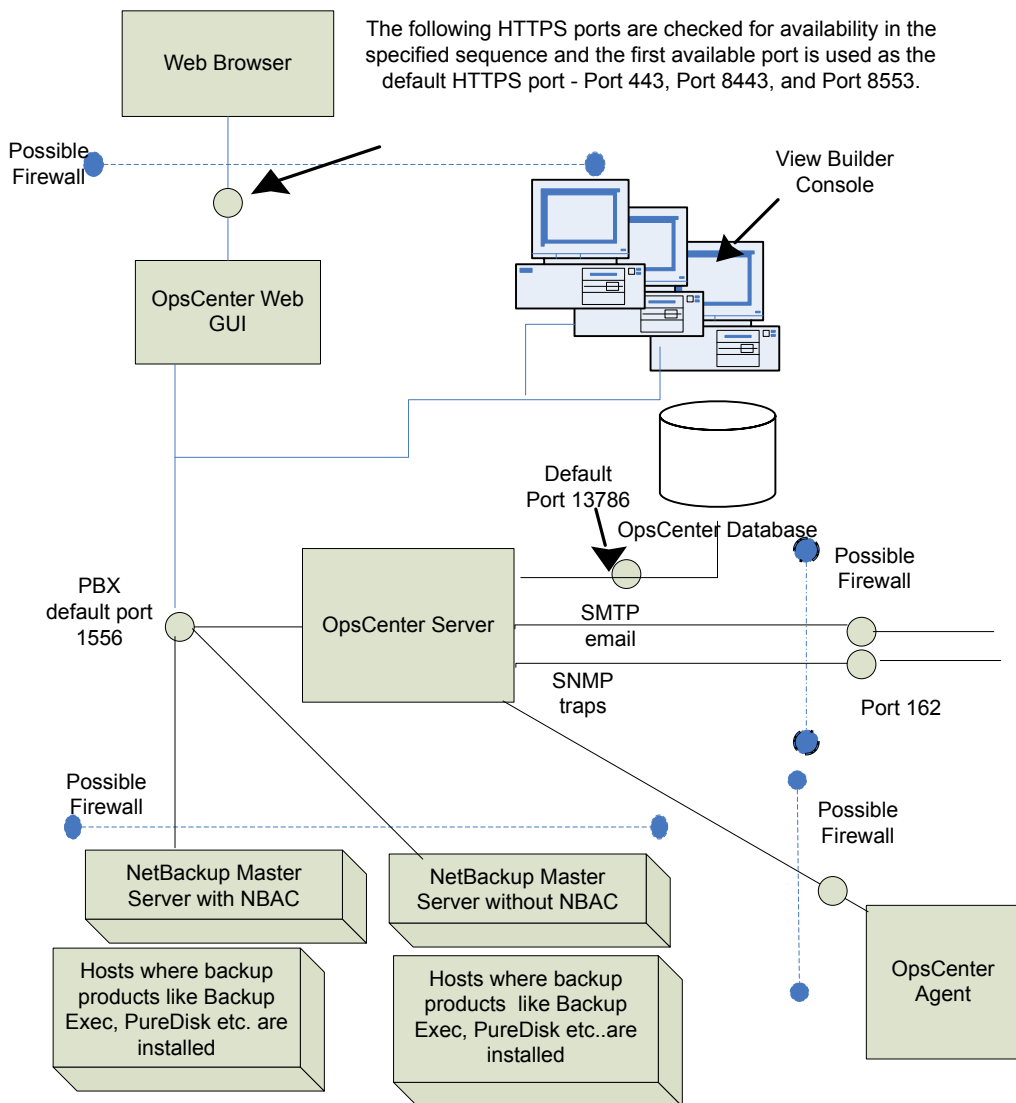 The following HTTPS ports are checked for availability in the
specified sequence and the first available port is used as the
default HTTPS port - Port 443, Port 8443, and Port 8553.
Web Browser
Possible
Firewall
View Builder
Console
OpsCenter Web
GUI
Default
Port 13786
OpsCenter Database
Possible
Firewall
PBX
default port
1556
OpsCenter Server
SMTP
email
SNMP
traps
Port 162
Possible
Firewall
Possible
Firewall
NetBackup Master
Server with NBAC
NetBackup Master
Server without NBAC
Hosts where backup
products like Backup
Exec, PureDisk etc. are
installed
Hosts where backup
products  like Backup
Exec, PureDisk etc..are
installed
OpsCenter
Agent